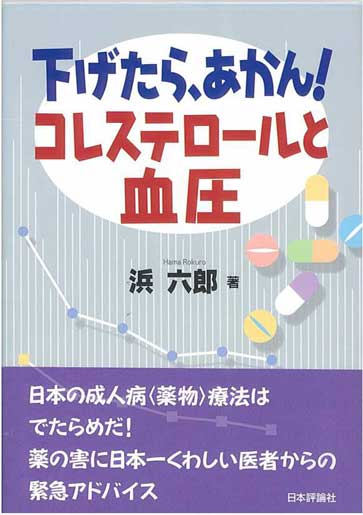 下げたら、あかん!
コレステロールと
血圧
Hama Rokuro
浜 六郎 著
日本の成人病〈薬物〉療法は
でたらめだ!
薬の害に日本一くわしい医者からの
緊急アドバイス
日本評論社